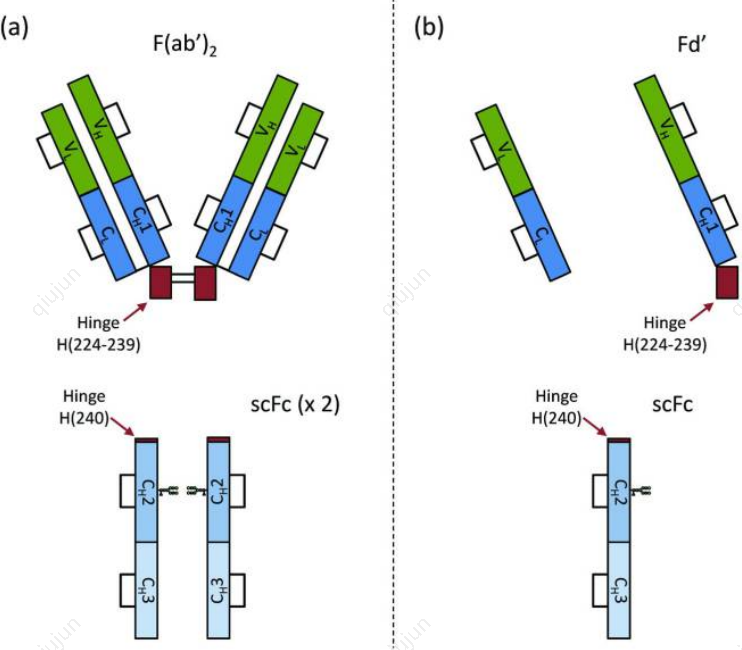 (a)
F(ab’)₂
V_L
V_H
C_L
C_H1
V_H
V_L
C_H1
C_L
Hinge
H(224-239)
Hinge
H(240)
scFc (x 2)
C_H2
C_H2
C_H3
C_H3
(b)
Fd’
V_L
V_H
C_L
C_H1
Hinge
H(224-239)
Hinge
H(240)
scFc
C_H2
C_H3
qiujun
qiujun
qiujun
qiujun